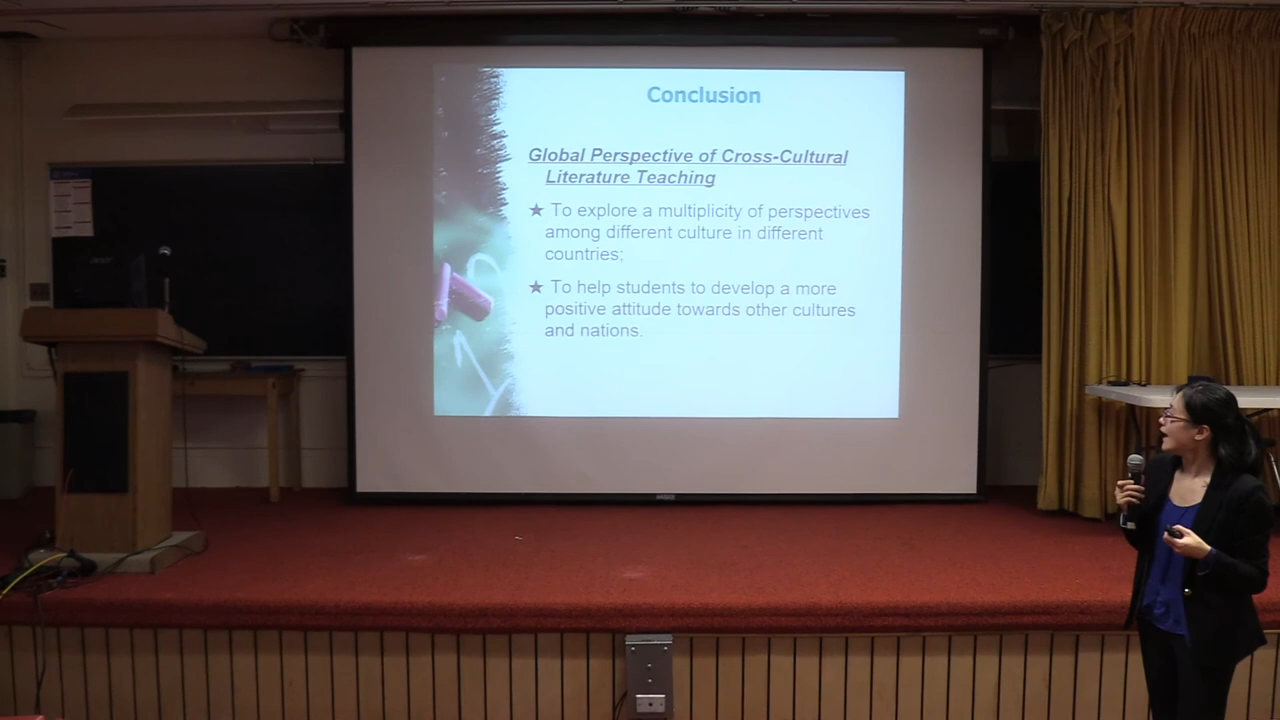 Conclusion
Global Perspective of Cross-Cultural
Literature Teaching
★ To explore a multiplicity of perspectives
among different culture in different
countries;
★ To help students to develop a more
positive attitude towards other cultures
and nations.